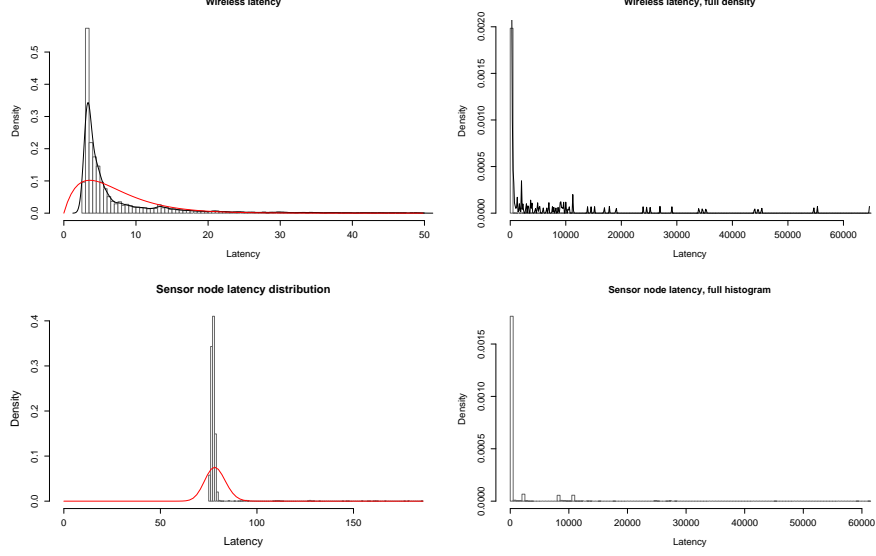 Wireless latency
Density
0.0 0.1 0.2 0.3 0.4 0.5
0 10 20 30 40 50
Latency
Wireless latency, full density
Density
0.0000 0.0005 0.0010 0.0015 0.0020
0 10000 20000 30000 40000 50000 60000
Latency
Sensor node latency distribution
Density
0.0 0.1 0.2 0.3 0.4
0 50 100 150
Latency
Sensor node latency, full histogram
Density
0.0000 0.0005 0.0010 0.0015
0 10000 20000 30000 40000 50000 60000
Latency